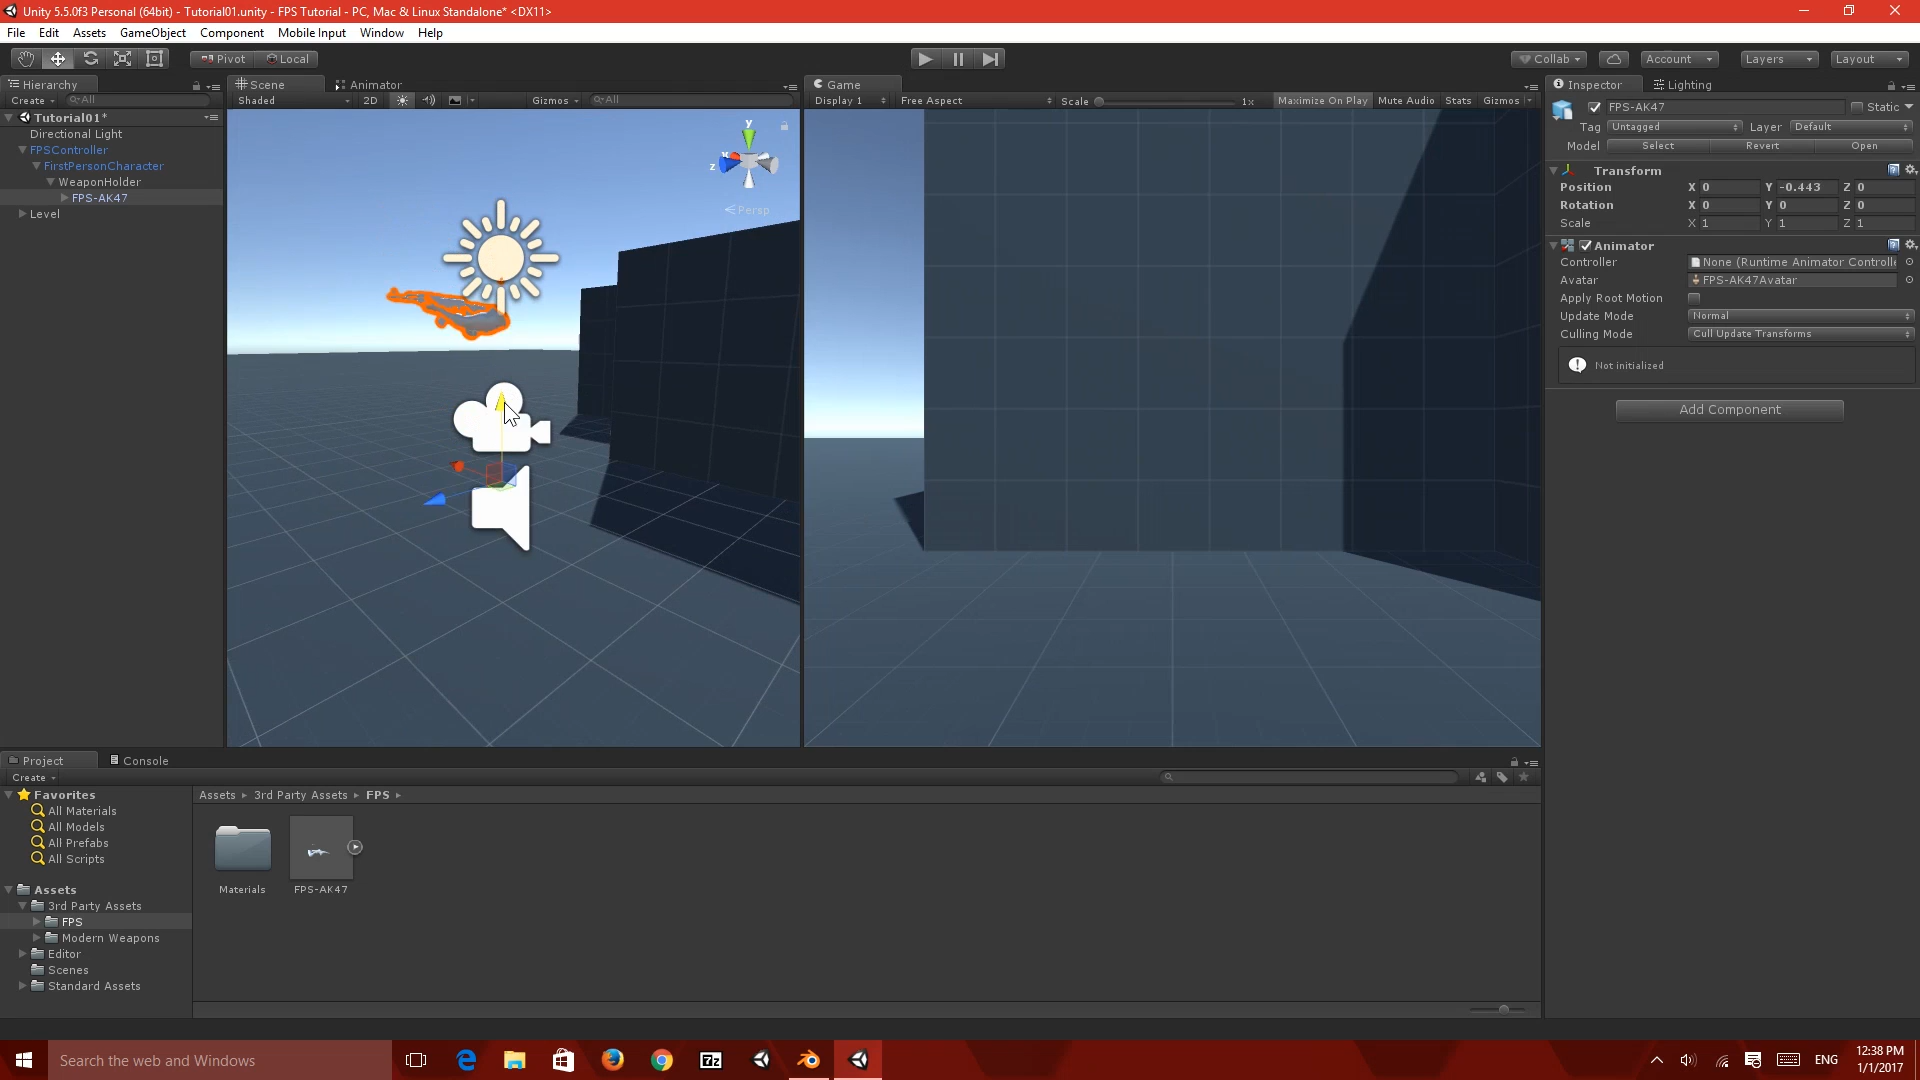 Unity 5.5.0f3 Personal (64bit) - Tutorial01.unity - FPS Tutorial - PC, Mac & Linux Standalone* <DX11>
File Edit Assets GameObject Component Mobile Input Window Help
Pivot Local Collab Account Layers Layout
Hierarchy
Create All
Tutorial01*
Directional Light
FPSController
FirstPersonCharacter
WeaponHolder
FPS-AK47
Level
Scene Animator
Shaded 2D Gizmos All
y
x
z
Persp
Game
Display 1 Free Aspect Scale 1x Maximize On Play Mute Audio Stats Gizmos
Inspector Lighting
FPS-AK47 Static
Tag Untagged Layer Default
Model Select Revert Open
Transform
Position X 0 Y -0.443 Z 0
Rotation X 0 Y 0 Z 0
Scale X 1 Y 1 Z 1
Animator
Controller None (Runtime Animator Controlle
Avatar FPS-AK47Avatar
Apply Root Motion
Update Mode Normal
Culling Mode Cull Update Transforms
Not initialized
Add Component
Project Console
Create
Favorites
All Materials
All Models
All Prefabs
All Scripts
Assets
3rd Party Assets
FPS
Modern Weapons
Editor
Scenes
Standard Assets
Assets 3rd Party Assets FPS
Materials FPS-AK47
Search the web and Windows
7z
ENG
12:38 PM
1/1/2017